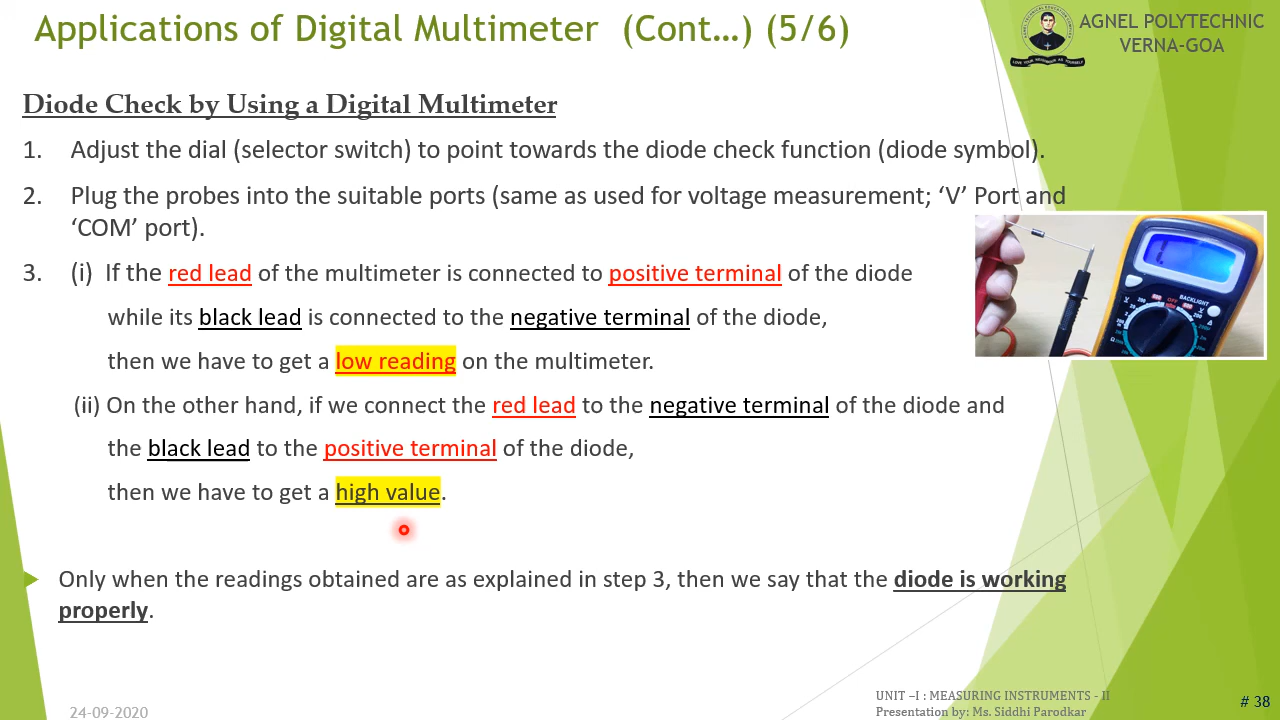 Applications of Digital Multimeter (Cont…) (5/6)
AGNEL POLYTECHNIC
VERNA-GOA
Diode Check by Using a Digital Multimeter
1. Adjust the dial (selector switch) to point towards the diode check function (diode symbol).
2. Plug the probes into the suitable ports (same as used for voltage measurement; ‘V’ Port and
‘COM’ port).
3. (i) If the red lead of the multimeter is connected to positive terminal of the diode
while its black lead is connected to the negative terminal of the diode,
then we have to get a low reading on the multimeter.
(ii) On the other hand, if we connect the red lead to the negative terminal of the diode and
the black lead to the positive terminal of the diode,
then we have to get a high value.
BACKLIGHT
OFF
Only when the readings obtained are as explained in step 3, then we say that the diode is working
properly.
24-09-2020
UNIT –I : MEASURING INSTRUMENTS - II
Presentation by: Ms. Siddhi Parodkar
# 38